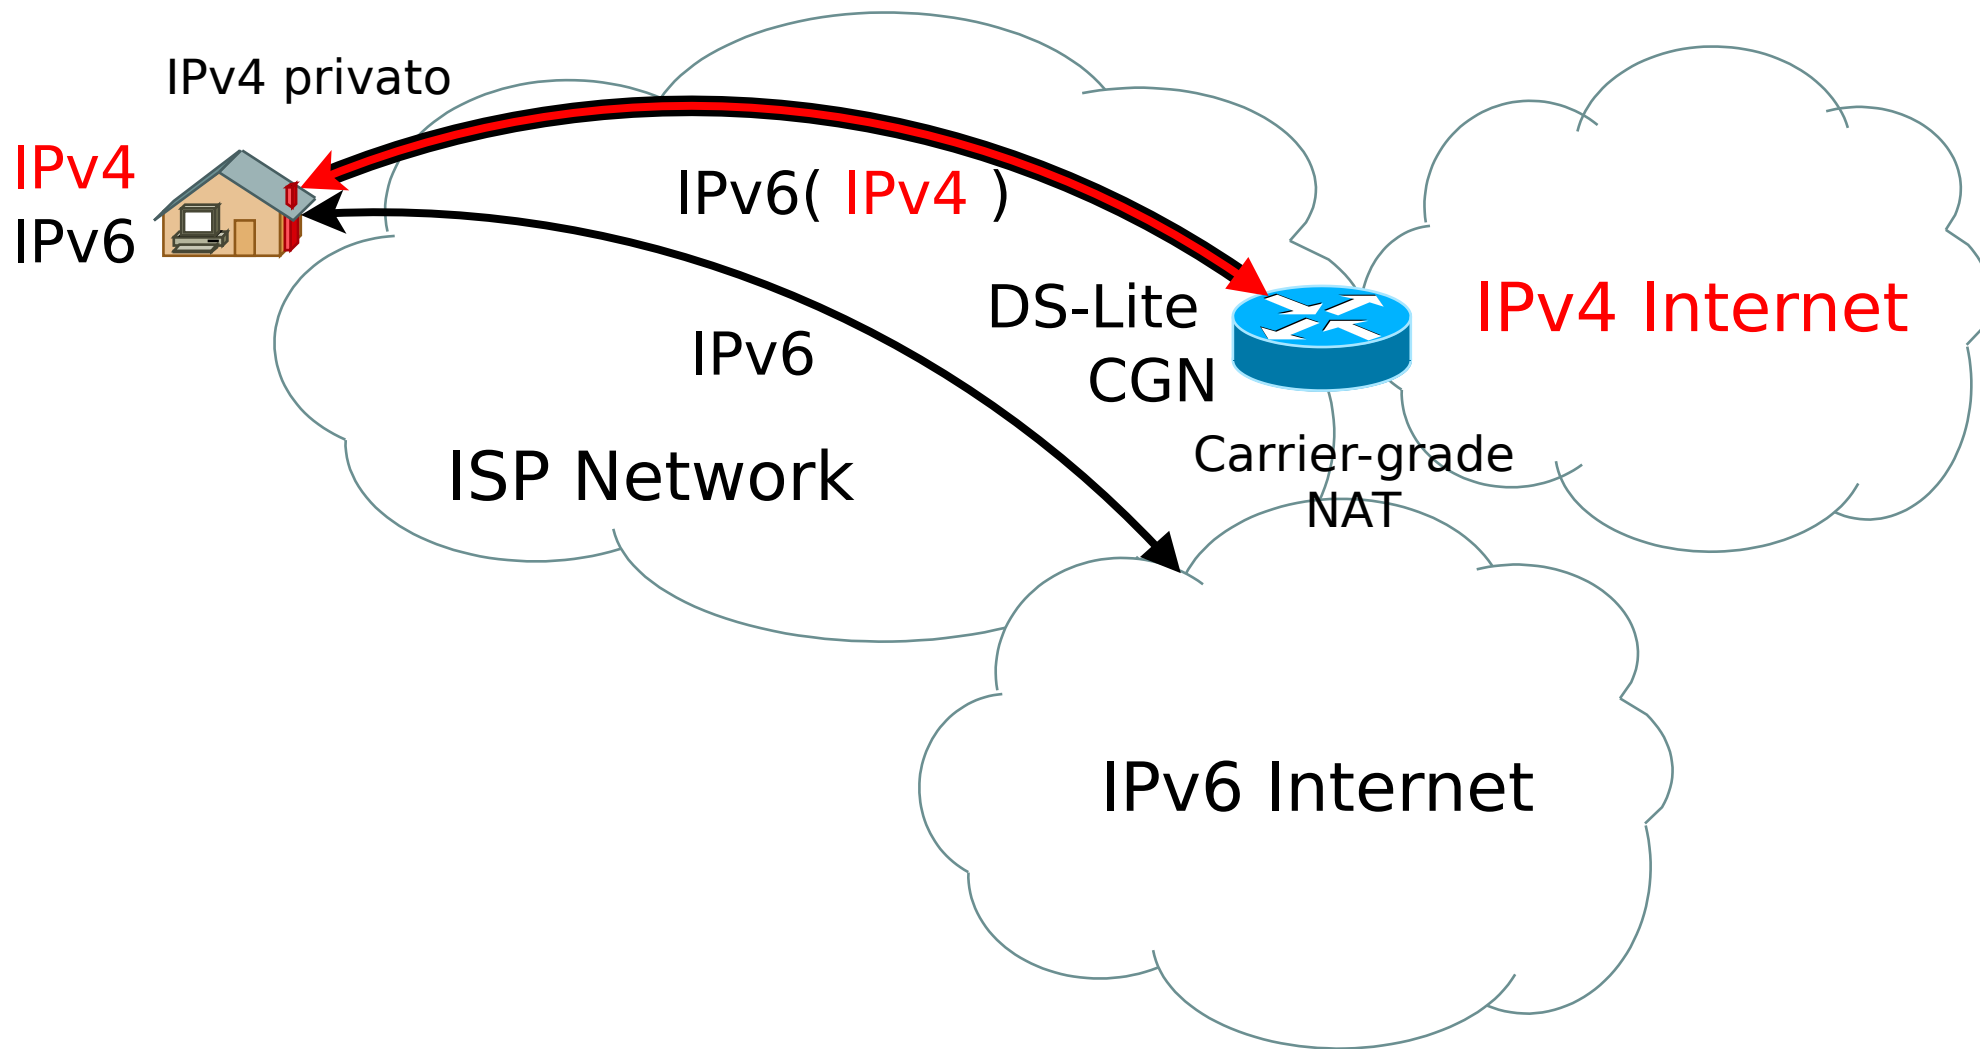 IPv4 privato
IPv4
IPv6
IPv6( IPv4 )
IPv6
DS-Lite
CGN
Carrier-grade
NAT
IPv4 Internet
ISP Network
IPv6 Internet